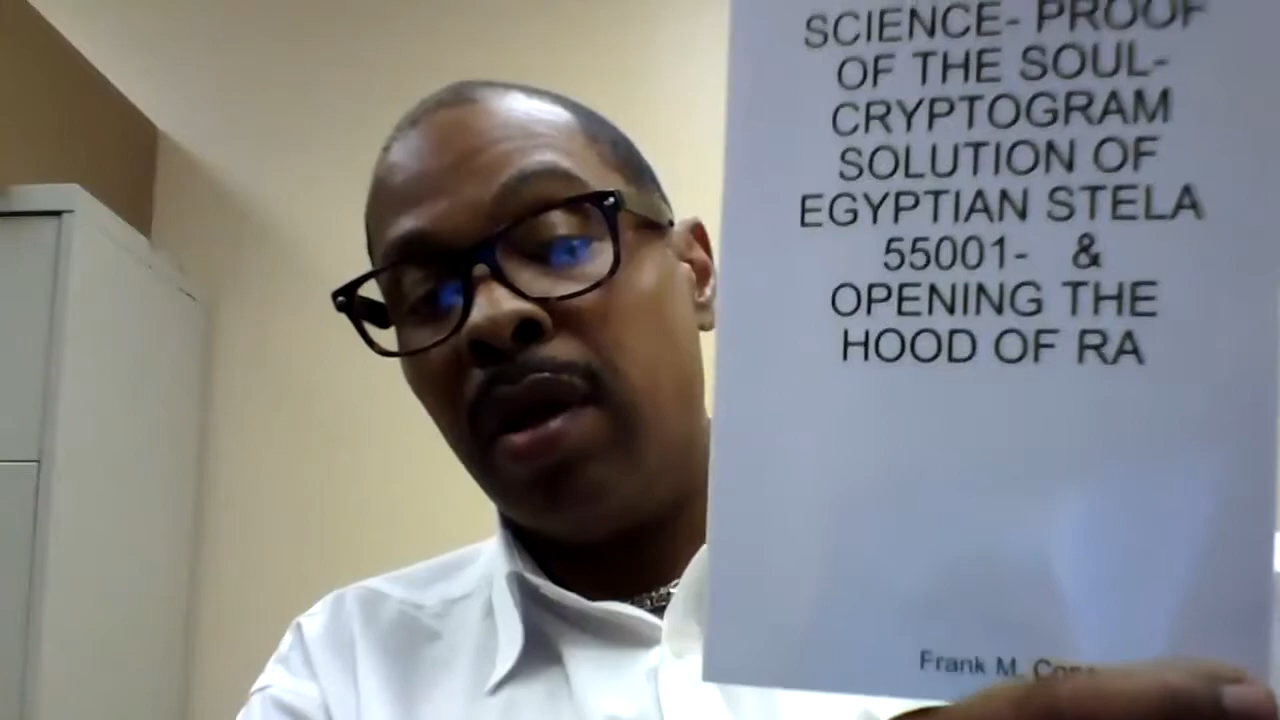 SCIENCE- PROOF
OF THE SOUL-
CRYPTOGRAM
SOLUTION OF
EGYPTIAN STELA
55001- &
OPENING THE
HOOD OF RA
Frank M.